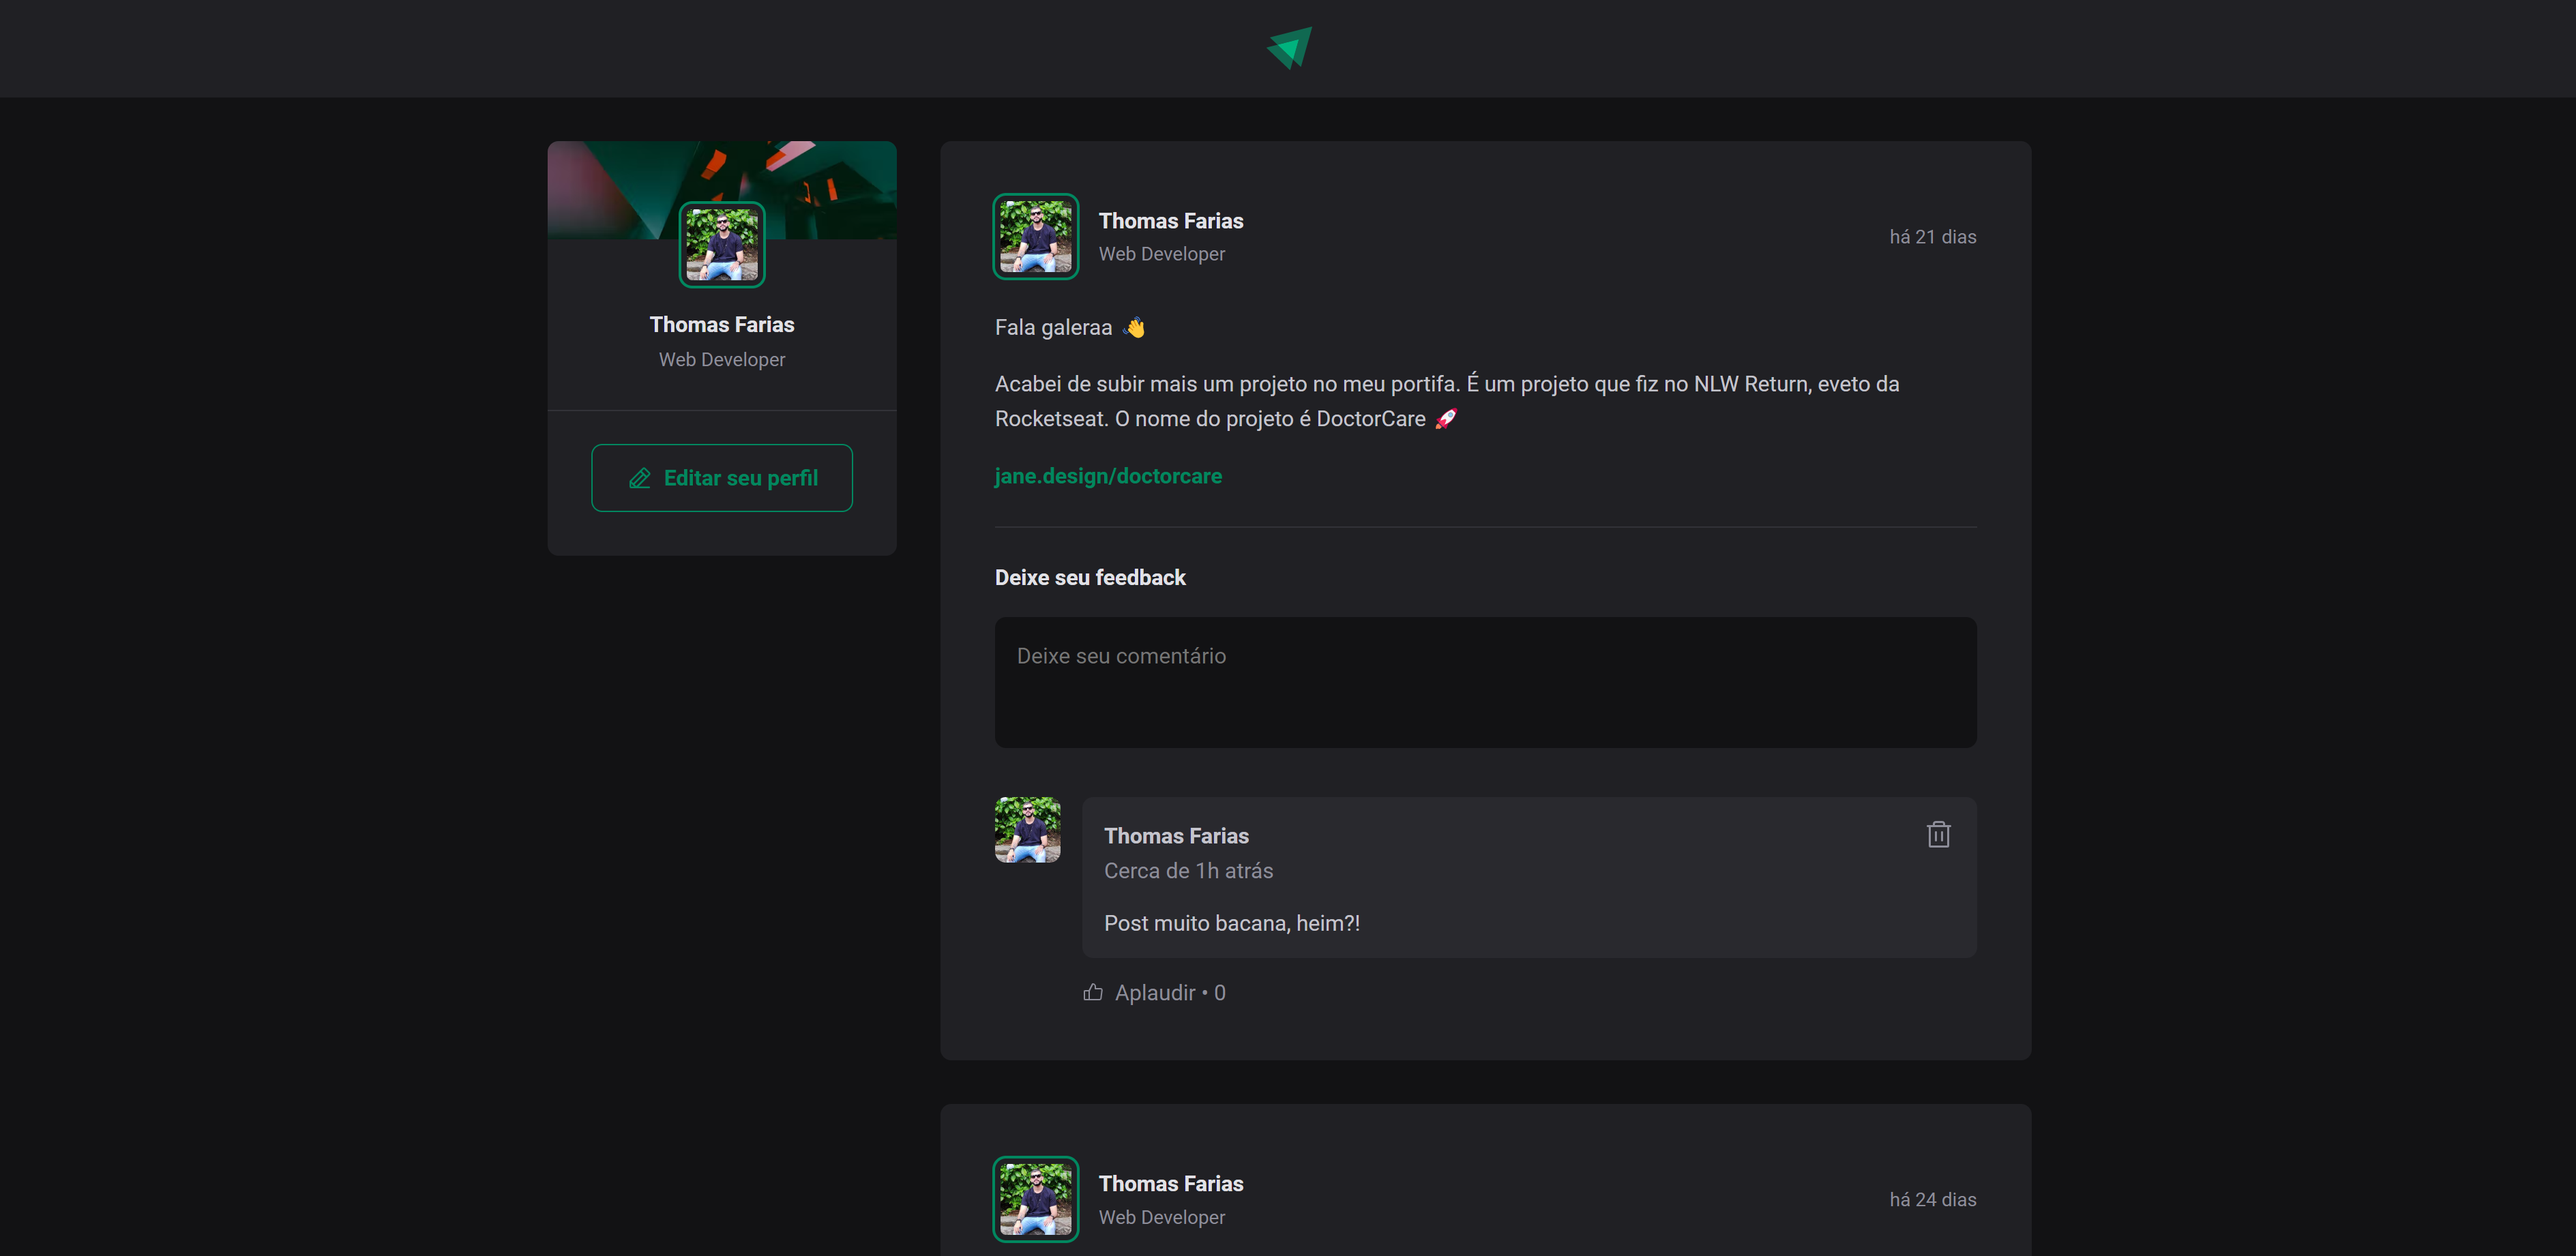 Thomas Farias
Web Developer
Editar seu perfil
Thomas Farias
Web Developer
há 21 dias
Fala galeraa 👋
Acabei de subir mais um projeto no meu portifa. É um projeto que fiz no NLW Return, eveto da
Rocketseat. O nome do projeto é DoctorCare 🚀
jane.design/doctorcare
Deixe seu feedback
Deixe seu comentário
Thomas Farias
Cerca de 1h atrás
Post muito bacana, heim?!
Aplaudir • 0
Thomas Farias
Web Developer
há 24 dias